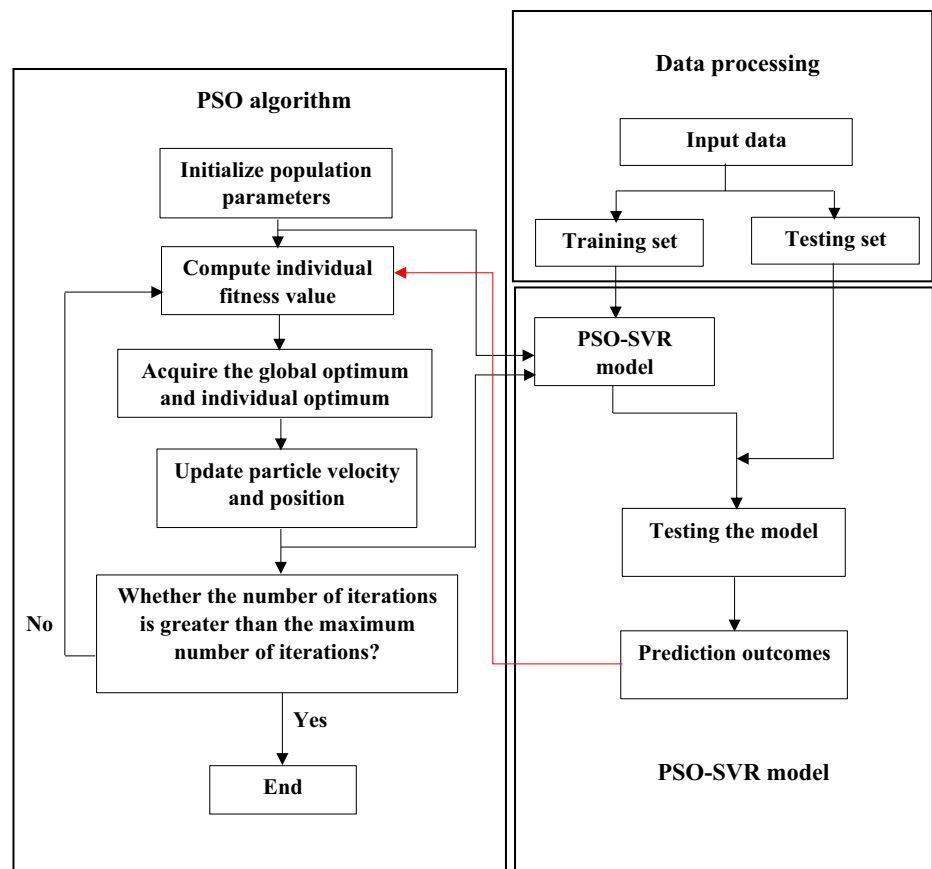 PSO algorithm
Initialize population
parameters
Compute individual
fitness value
Acquire the global optimum
and individual optimum
Update particle velocity
and position
Whether the number of iterations
is greater than the maximum
number of iterations?
No
Yes
End
Data processing
Input data
Training set
Testing set
PSO-SVR
model
Testing the model
Prediction outcomes
PSO-SVR model